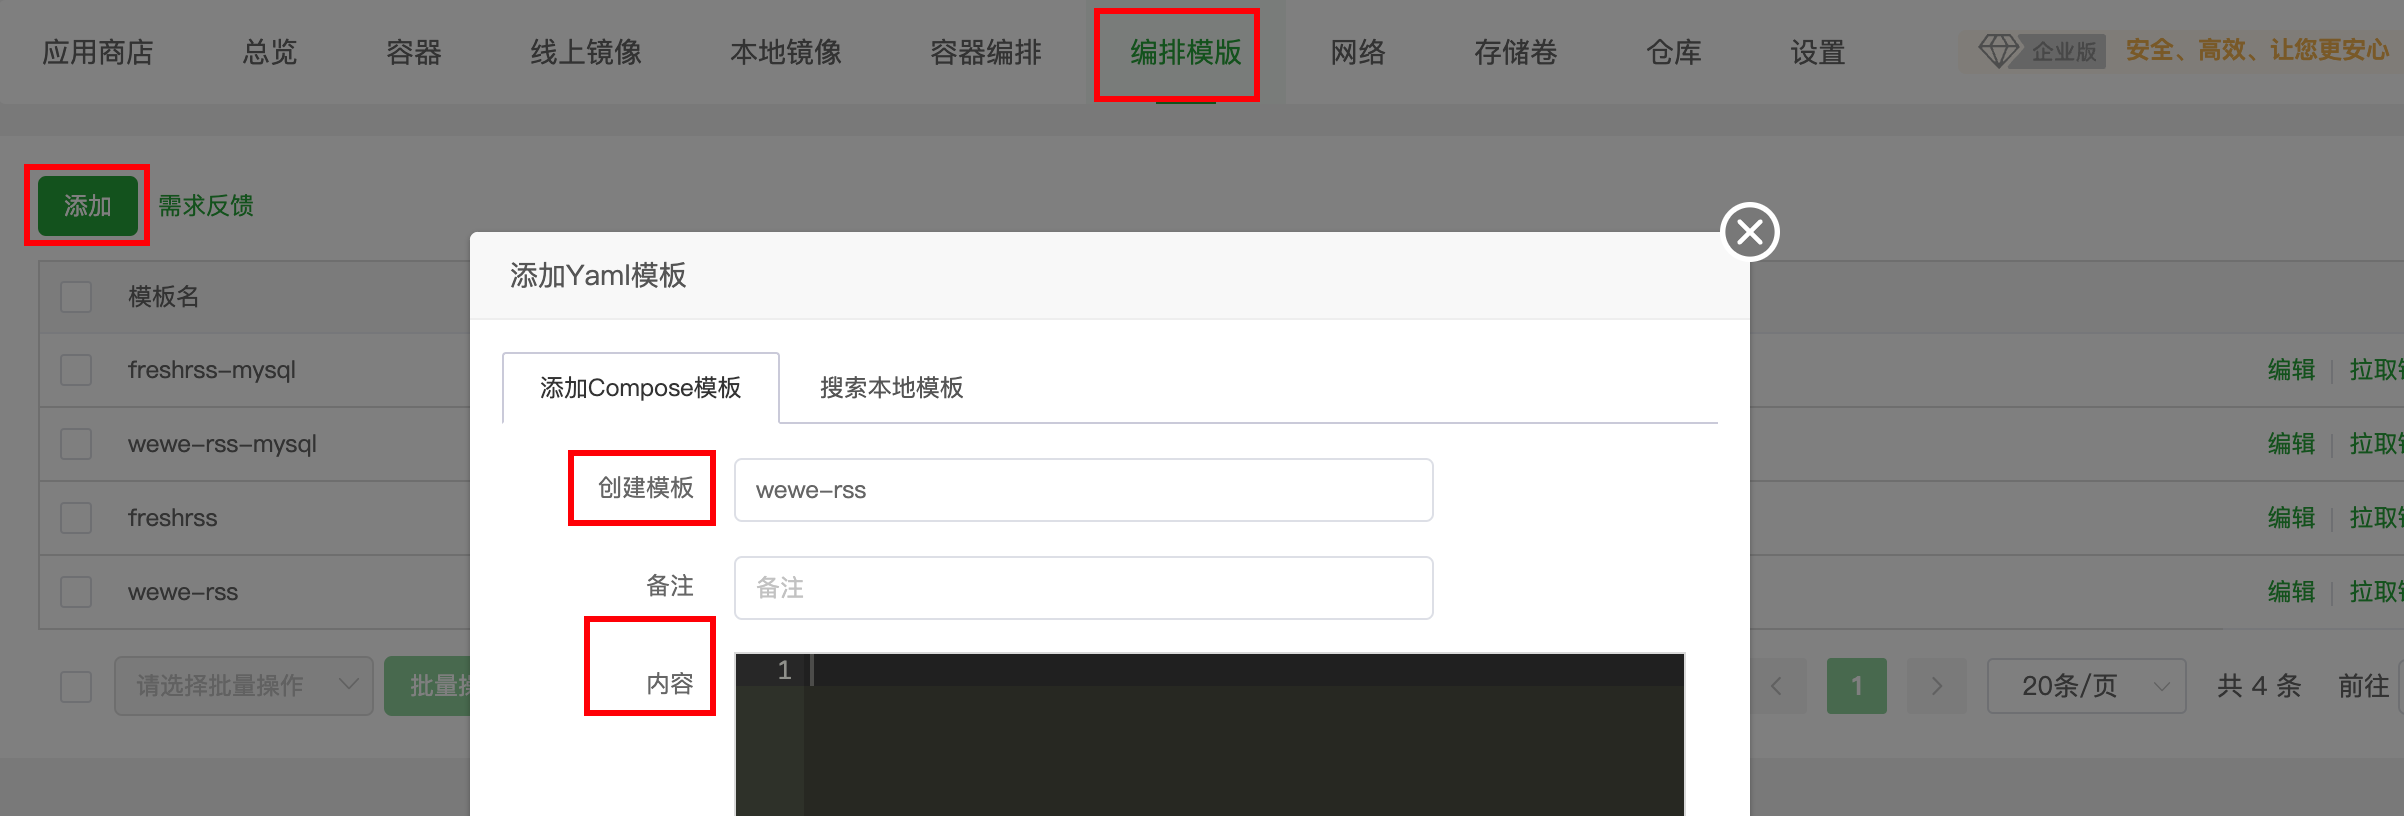 应用商店 总览 容器 线上镜像 本地镜像 容器编排 编排模版 网络 存储卷 仓库 设置 企业版 安全、高效、让您更安心
添加 需求反馈
添加Yaml模板
模板名
添加Compose模板 搜索本地模板
freshrss-mysql 编辑 拉取
wewe-rss-mysql 编辑 拉取
创建模板 wewe-rss
freshrss 编辑 拉取
备注 备注
wewe-rss 编辑 拉取
内容 1
请选择批量操作 批量 1 20条/页 共 4 条 前往